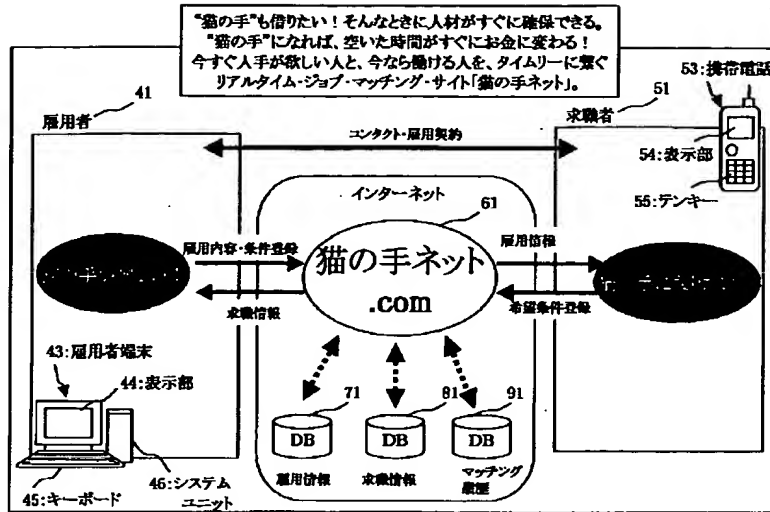 “猫の手”も借りたい！そんなときに人材がすぐに確保できる。
“猫の手”になれば、空いた時間がすぐにお金に変わる！
今すぐ人手が欲しい人と、今なら働ける人を、タイムリーに繋ぐ
リアルタイム・ジョブ・マッチング・サイト「猫の手ネット」。
雇用者
41
求職者
51
53:携帯電話
54:表示部
55:テンキー
コンタクト・雇用契約
インターネット
61
雇用内容・条件登録
猫の手ネット
.com
雇用情報
求職情報
希望条件登録
43:雇用者端末
44:表示部
45:キーボード
46:システム
ユニット
71
81
91
DB
DB
DB
雇用情報
求職情報
マッチング
履歴